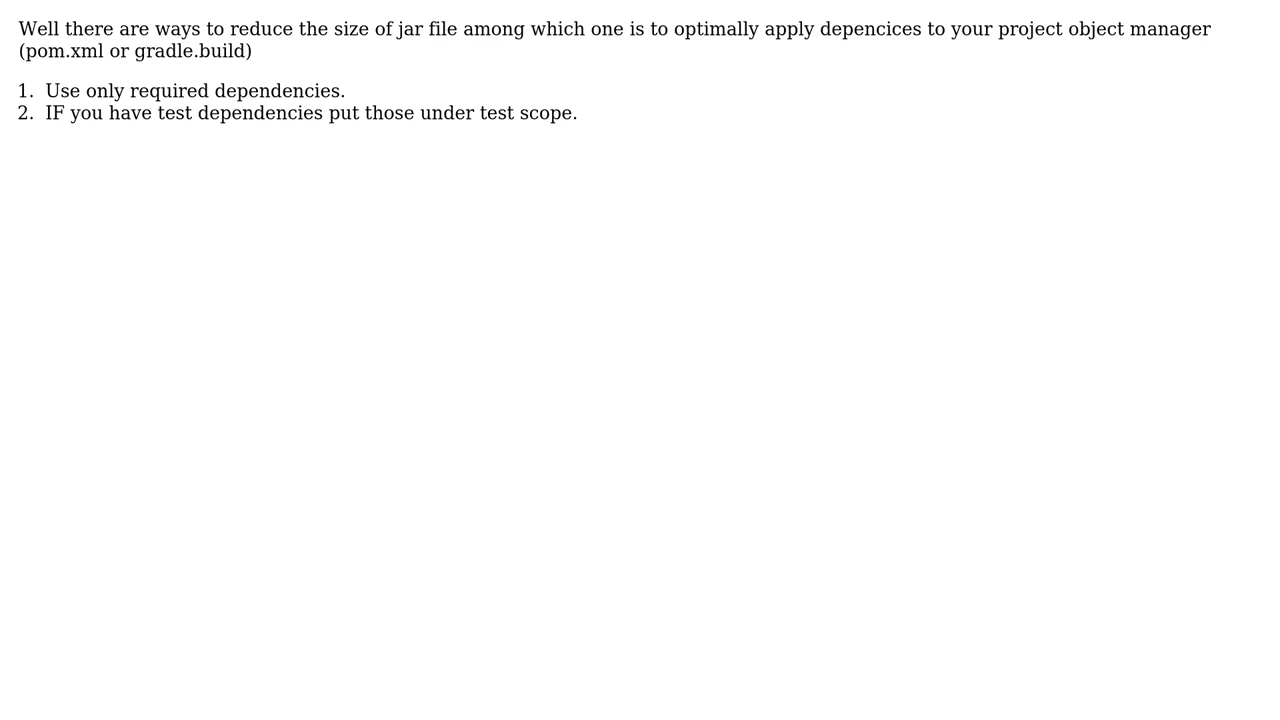 Well there are ways to reduce the size of jar file among which one is to optimally apply depencices to your project object manager
(pom.xml or gradle.build)
1. Use only required dependencies.
2. IF you have test dependencies put those under test scope.